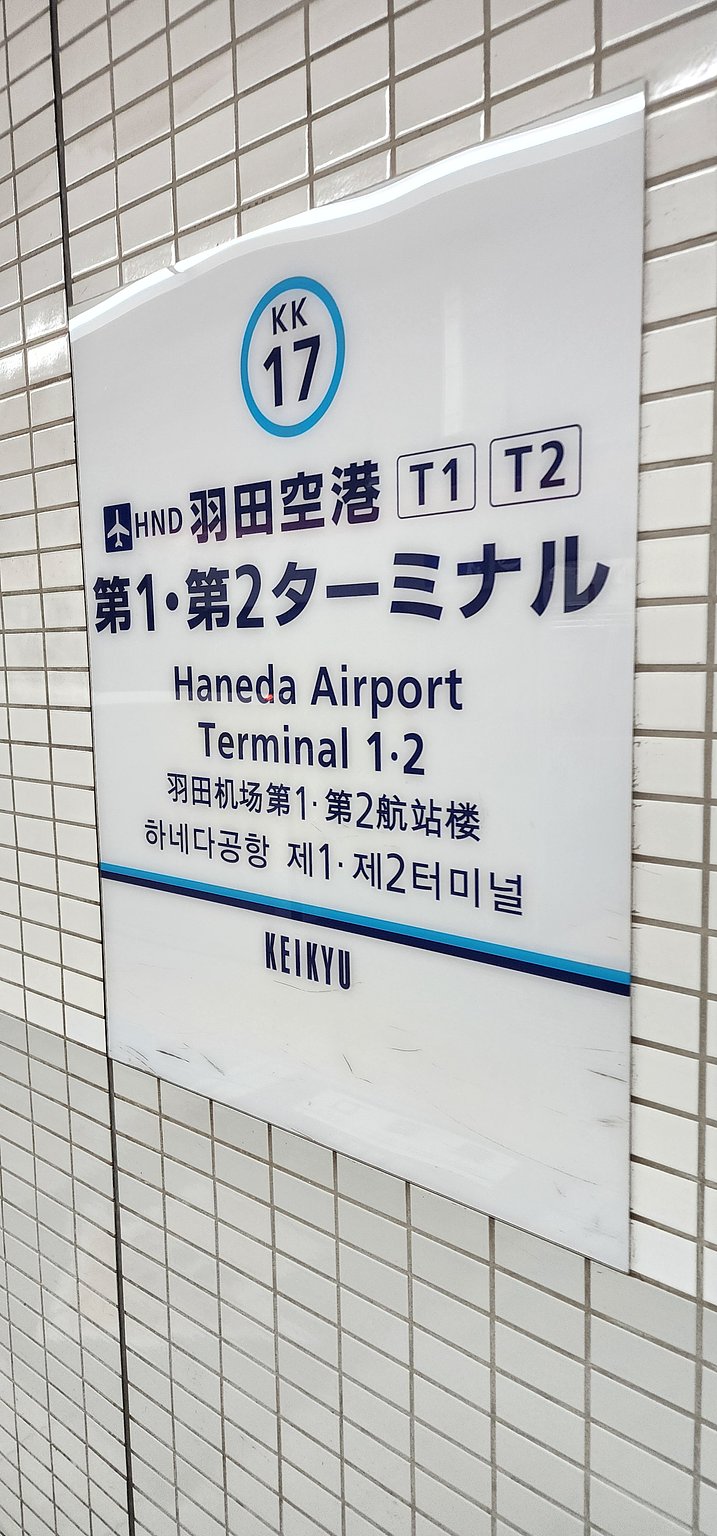 KK
17
HND 羽田空港 T1 T2
第1・第2ターミナル
Haneda Airport
Terminal 1·2
羽田机场第1·第2航站楼
하네다공항 제1·제2터미널
KEIKYU